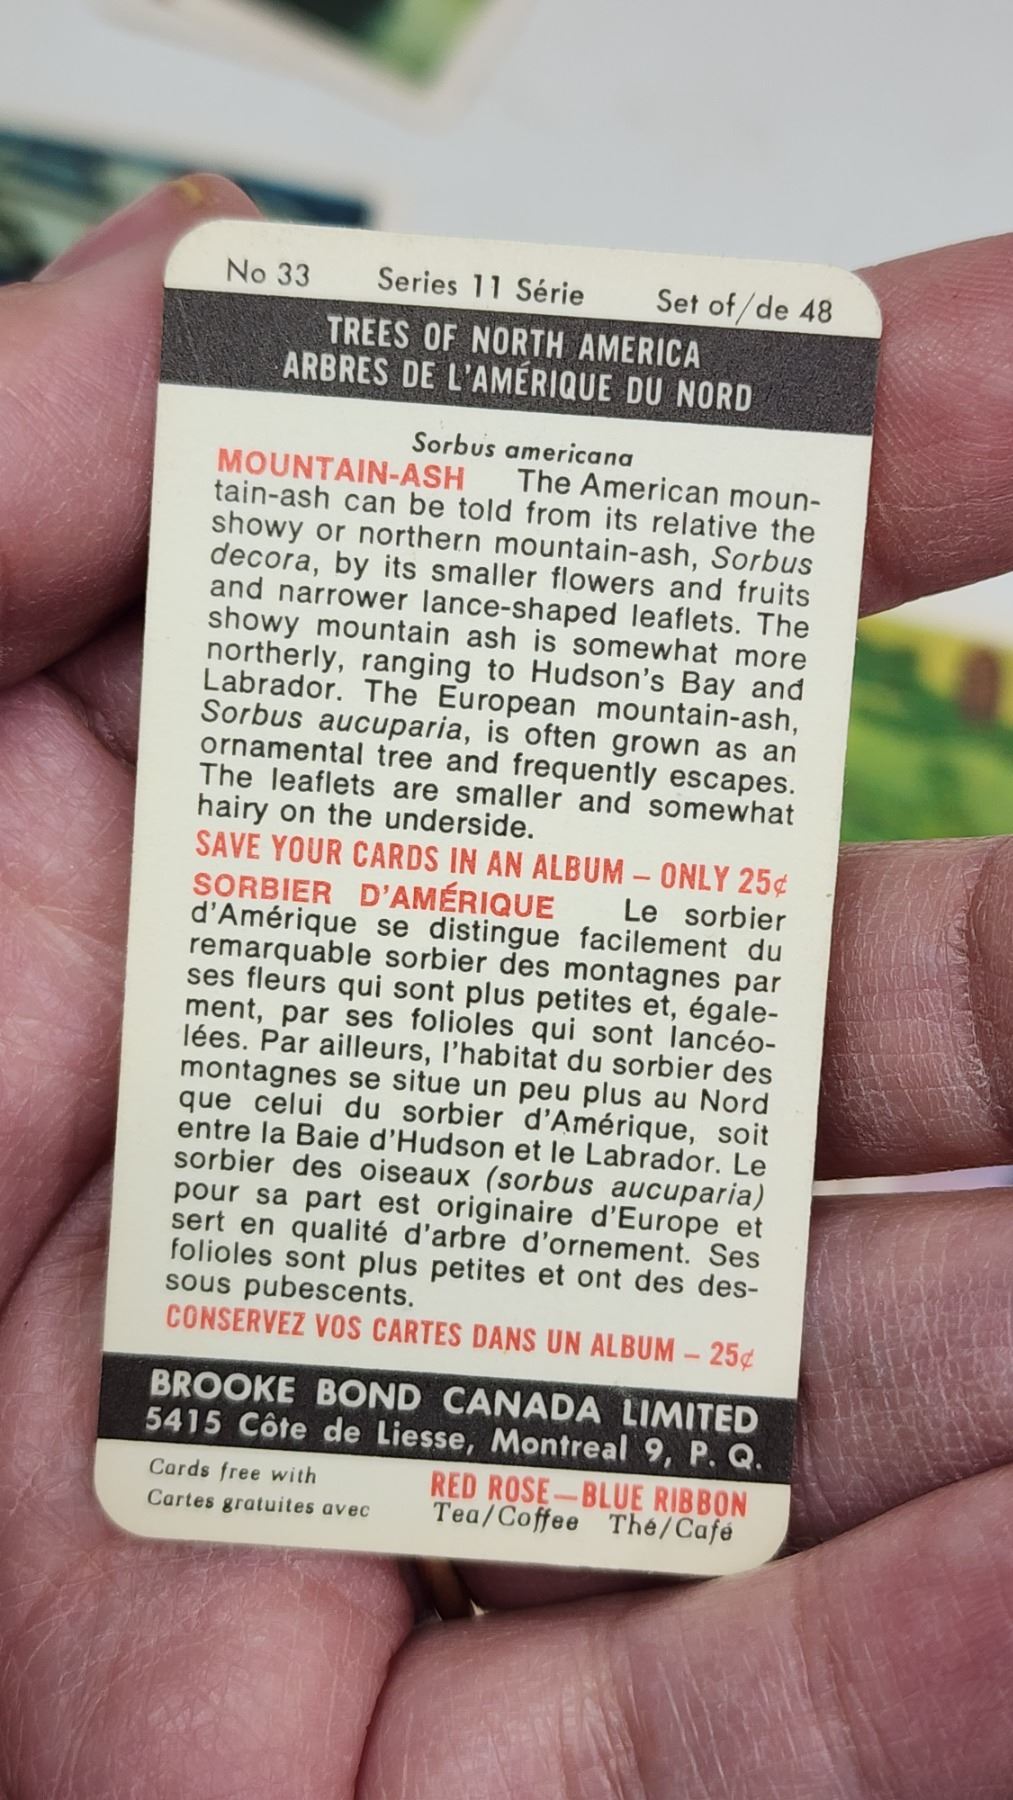 No 33 Series 11 Série Set of/de 48
TREES OF NORTH AMERICA
ARBRES DE L'AMÉRIQUE DU NORD
Sorbus americana
MOUNTAIN-ASH The American moun-
tain-ash can be told from its relative the
showy or northern mountain-ash, Sorbus
decora, by its smaller flowers and fruits
and narrower lance-shaped leaflets. The
showy mountain ash is somewhat more
northerly, ranging to Hudson's Bay and
Labrador. The European mountain-ash,
Sorbus aucuparia, is often grown as an
ornamental tree and frequently escapes.
The leaflets are smaller and somewhat
hairy on the underside.
SAVE YOUR CARDS IN AN ALBUM – ONLY 25¢
SORBIER D'AMÉRIQUE Le sorbier
d'Amérique se distingue facilement du
remarquable sorbier des montagnes par
ses fleurs qui sont plus petites et, égale-
ment, par ses folioles qui sont lancéo-
lées. Par ailleurs, l'habitat du sorbier des
montagnes se situe un peu plus au Nord
que celui du sorbier d'Amérique, soit
entre la Baie d'Hudson et le Labrador. Le
sorbier des oiseaux (sorbus aucuparia)
pour sa part est originaire d'Europe et
sert en qualité d'arbre d'ornement. Ses
folioles sont plus petites et ont des des-
sous pubescents.
CONSERVEZ VOS CARTES DANS UN ALBUM – 25¢
BROOKE BOND CANADA LIMITED
5415 Côte de Liesse, Montreal 9, P. Q.
Cards free with RED ROSE—BLUE RIBBON
Cartes gratuites avec Tea/Coffee Thé/Café